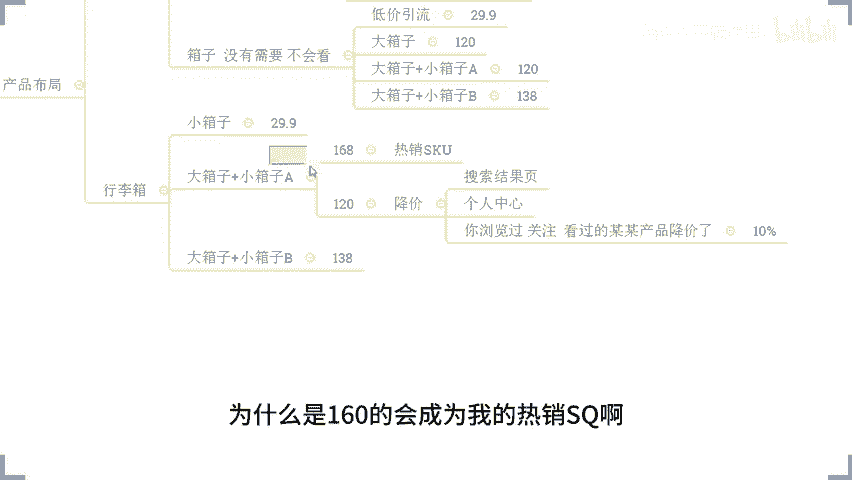 低价引流 29.9
大箱子 120
箱子 没有需要 不会看
大箱子+小箱子A 120
产品布局
大箱子+小箱子B 138
小箱子 29.9
168 热销SKU
大箱子+小箱子A
搜索结果页
行李箱
120 降价
个人中心
你浏览过 关注 看过的某某产品降价了 10%
大箱子+小箱子B 138
为什么是160的会成为我的热销SQ啊